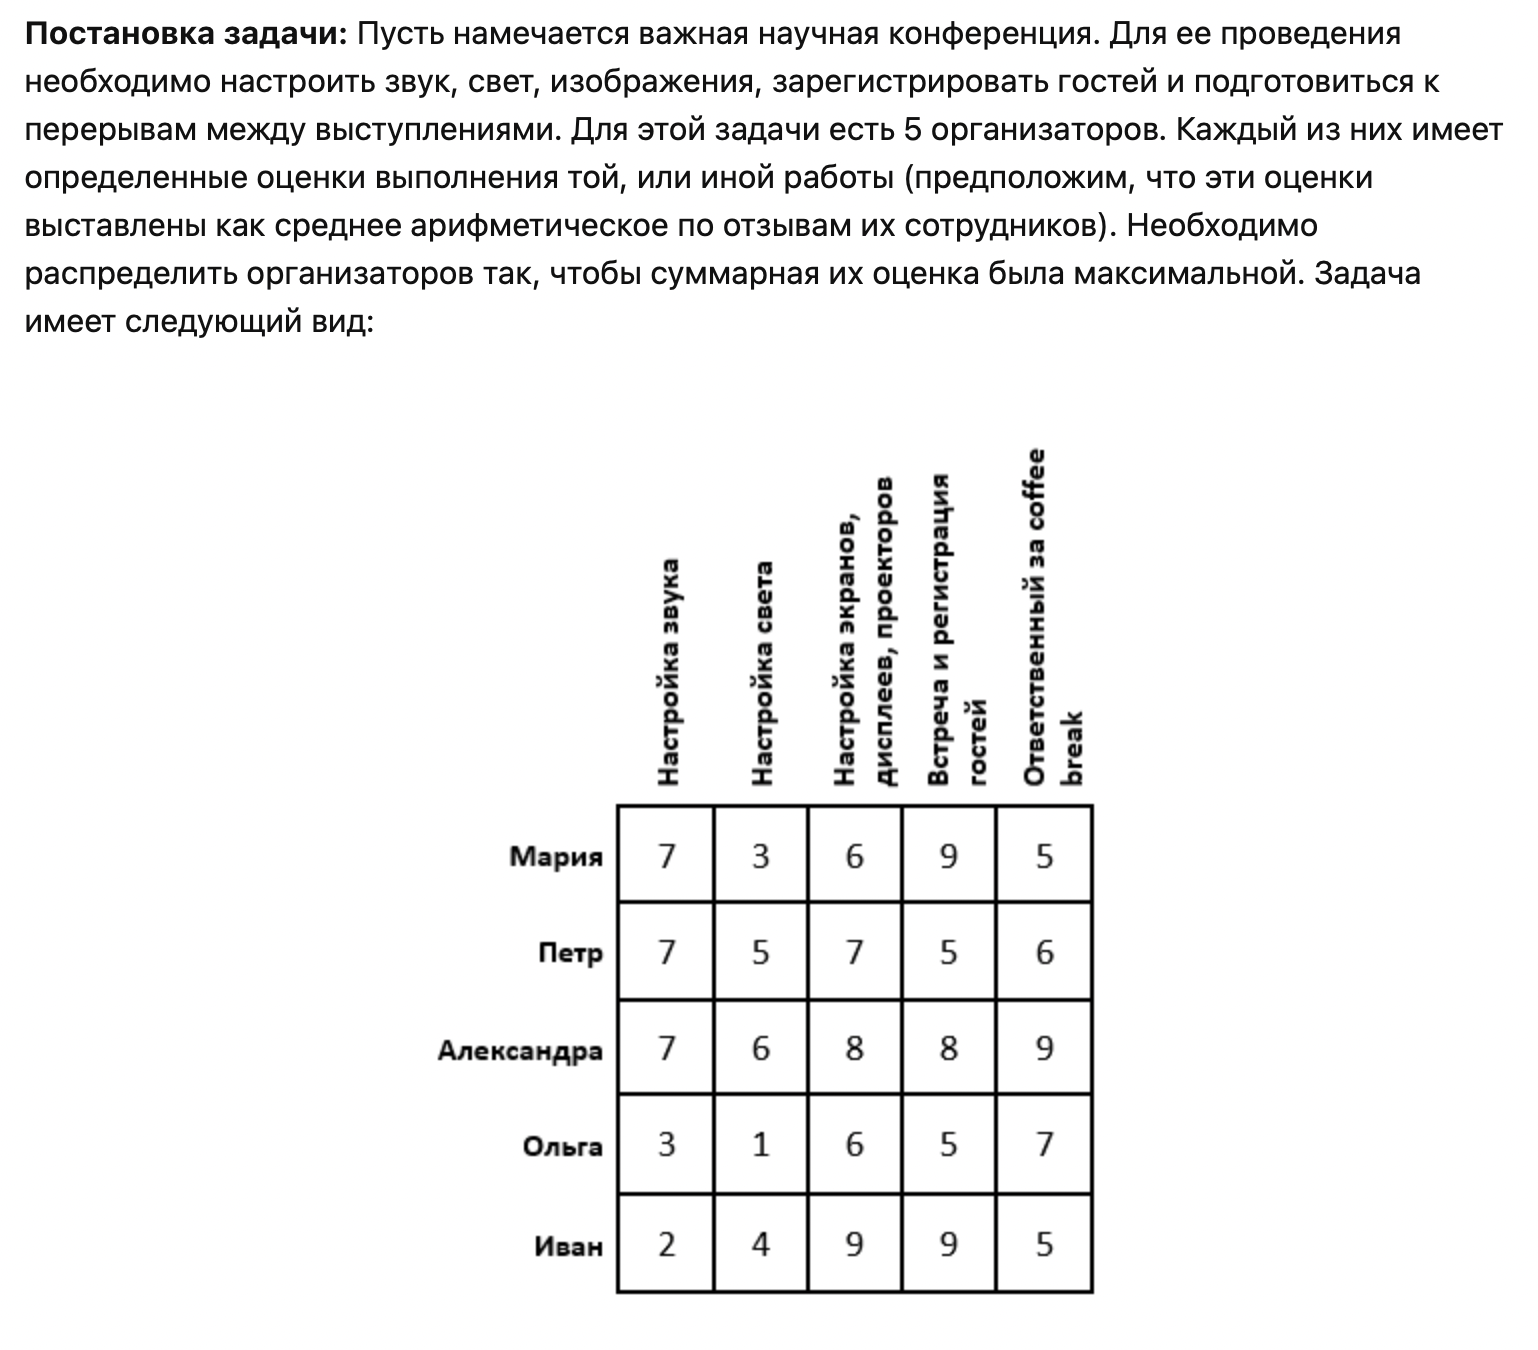 Постановка задачи: Пусть намечается важная научная конференция. Для ее проведения
необходимо настроить звук, свет, изображения, зарегистрировать гостей и подготовиться к
перерывам между выступлениями. Для этой задачи есть 5 организаторов. Каждый из них имеет
определенные оценки выполнения той, или иной работы (предположим, что эти оценки
выставлены как среднее арифметическое по отзывам их сотрудников). Необходимо
распределить организаторов так, чтобы суммарная их оценка была максимальной. Задача
имеет следующий вид:
Настройка звука
Настройка света
Настройка экранов,
дисплеев, проекторов
Встреча и регистрация
гостей
Ответственный за coffee
break
Мария 7 3 6 9 5
Петр 7 5 7 5 6
Александра 7 6 8 8 9
Ольга 3 1 6 5 7
Иван 2 4 9 9 5